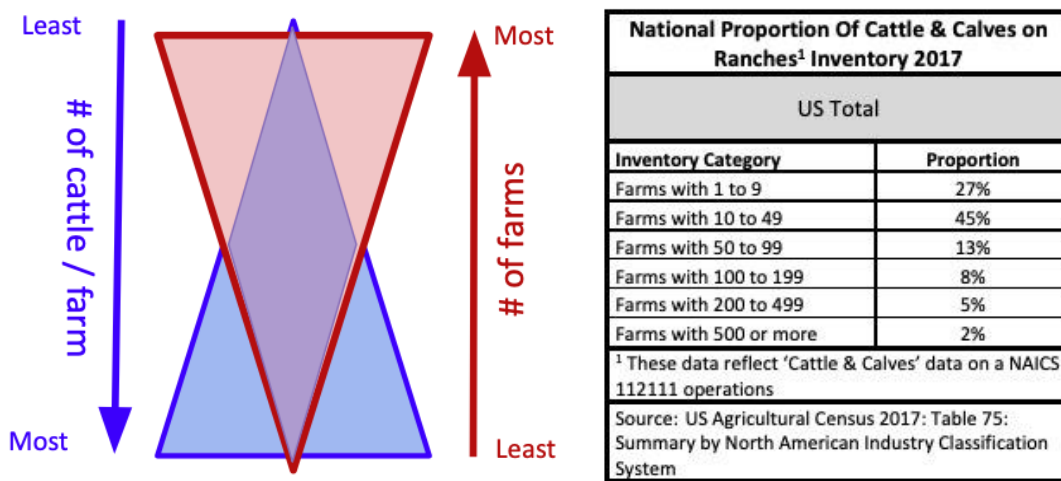 Least
# of cattle / farm
Most
Most
# of farms
Least
National Proportion Of Cattle & Calves on
Ranches¹ Inventory 2017
US Total
Inventory Category Proportion
Farms with 1 to 9 27%
Farms with 10 to 49 45%
Farms with 50 to 99 13%
Farms with 100 to 199 8%
Farms with 200 to 499 5%
Farms with 500 or more 2%
¹ These data reflect ‘Cattle & Calves’ data on a NAICS
112111 operations
Source: US Agricultural Census 2017: Table 75:
Summary by North American Industry Classification
System